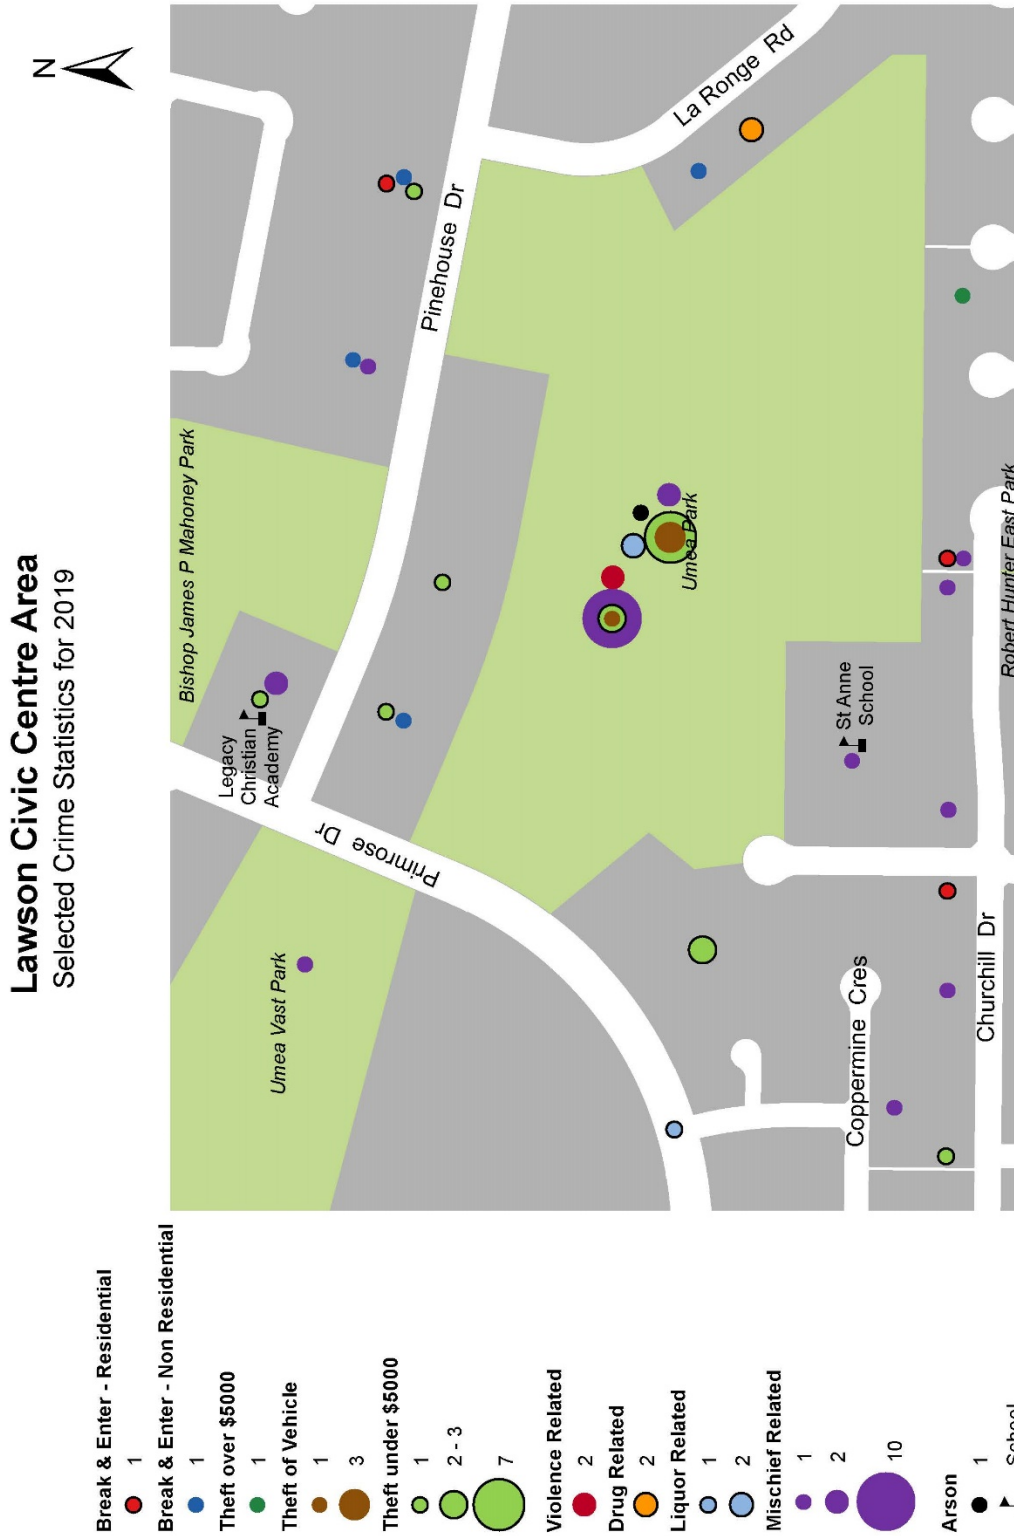 Lawson Civic Centre Area
Selected Crime Statistics for 2019
N
Break & Enter - Residential
1
Break & Enter - Non Residential
1
Theft over $5000
1
Theft of Vehicle
1
3
Theft under $5000
1
2 - 3
7
Violence Related
2
Drug Related
2
Liquor Related
1
2
Mischief Related
1
2
10
Arson
1
School
Bishop James P Mahoney Park
Legacy
Christian
Academy
Umea Vast Park
Primrose Dr
Pinehouse Dr
La Ronge Rd
Umea Park
St Anne
School
Coppermine Cres
Churchill Dr
Robert Hunter East Park